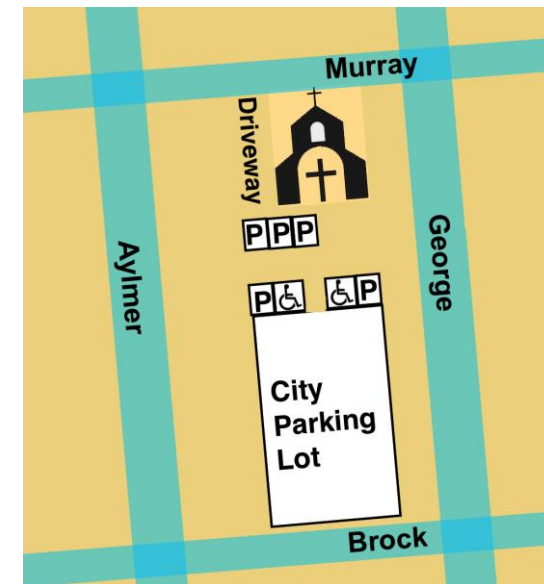 Murray
Driveway
PPP
Aylmer
George
P
P
City
Parking
Lot
Brock